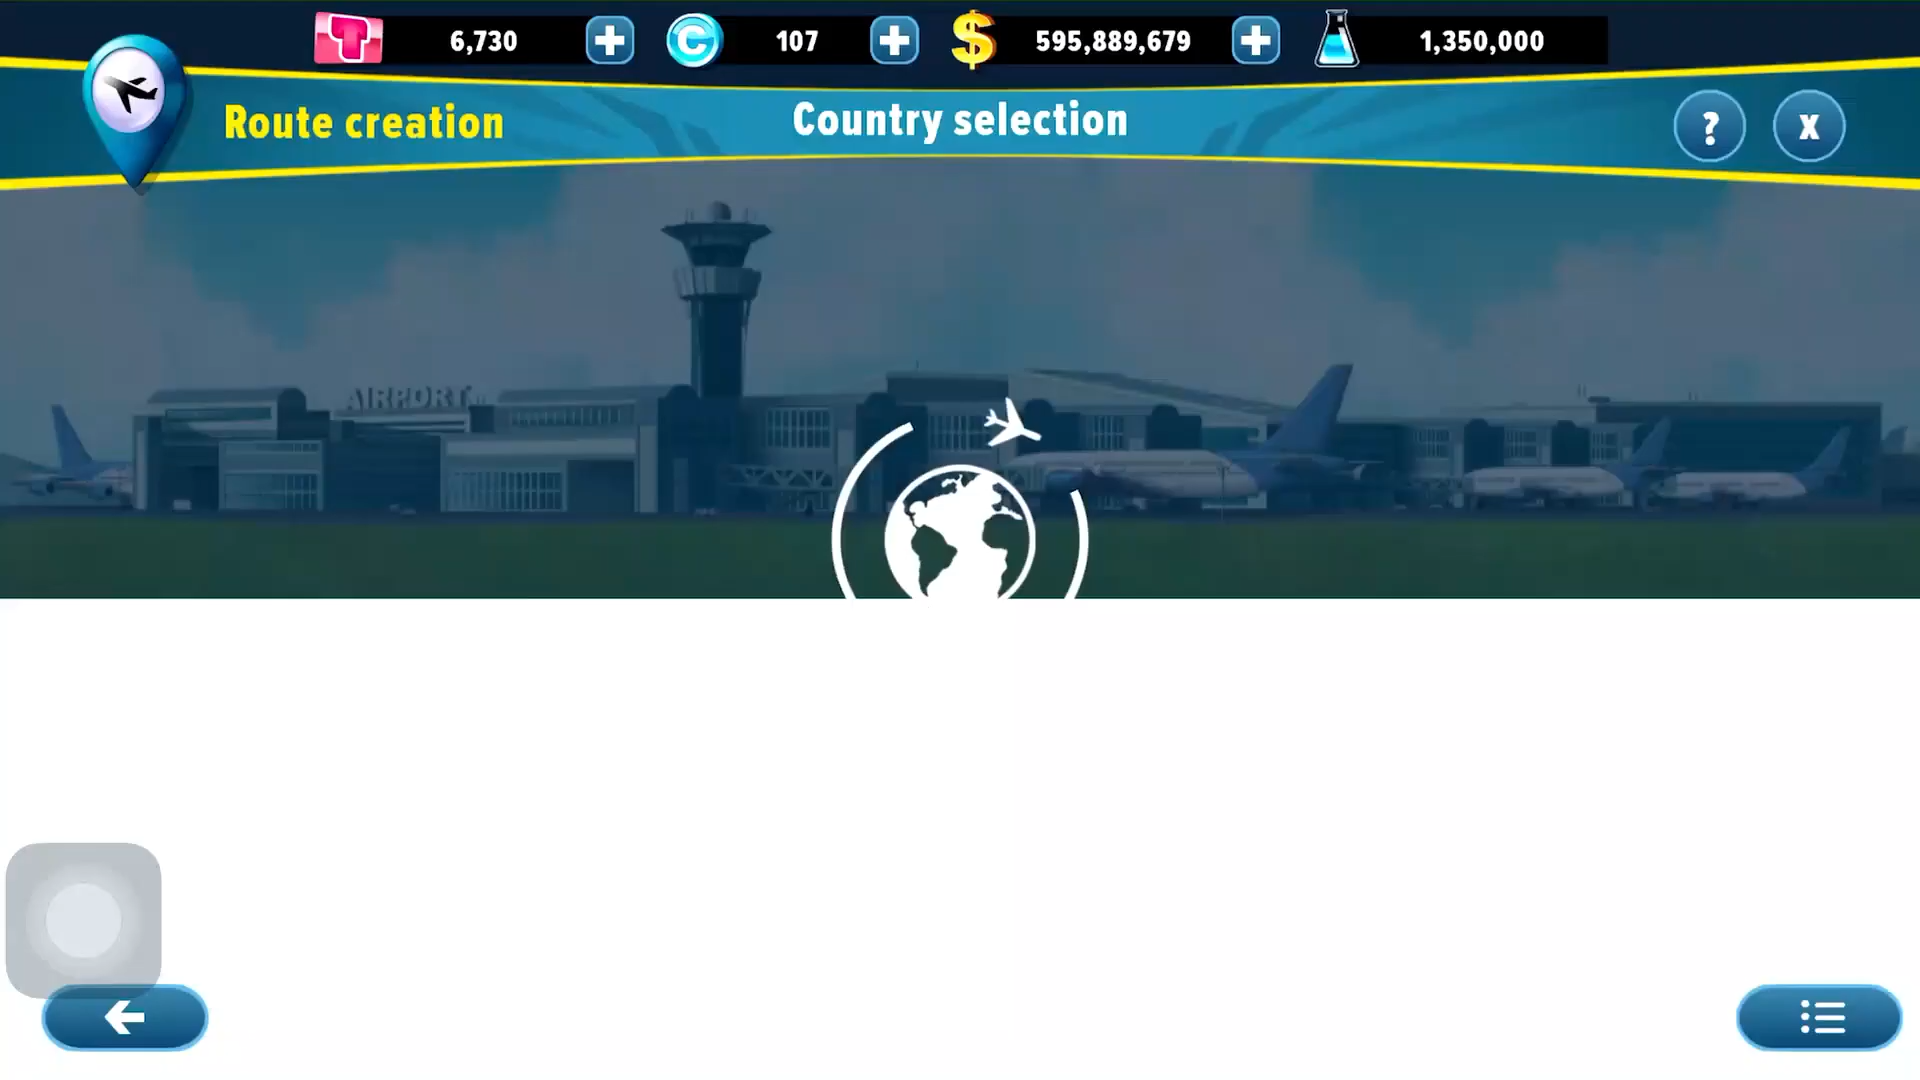 6,730
107
595,889,679
1,350,000
Route creation
Country selection
?
X
AIRPORT